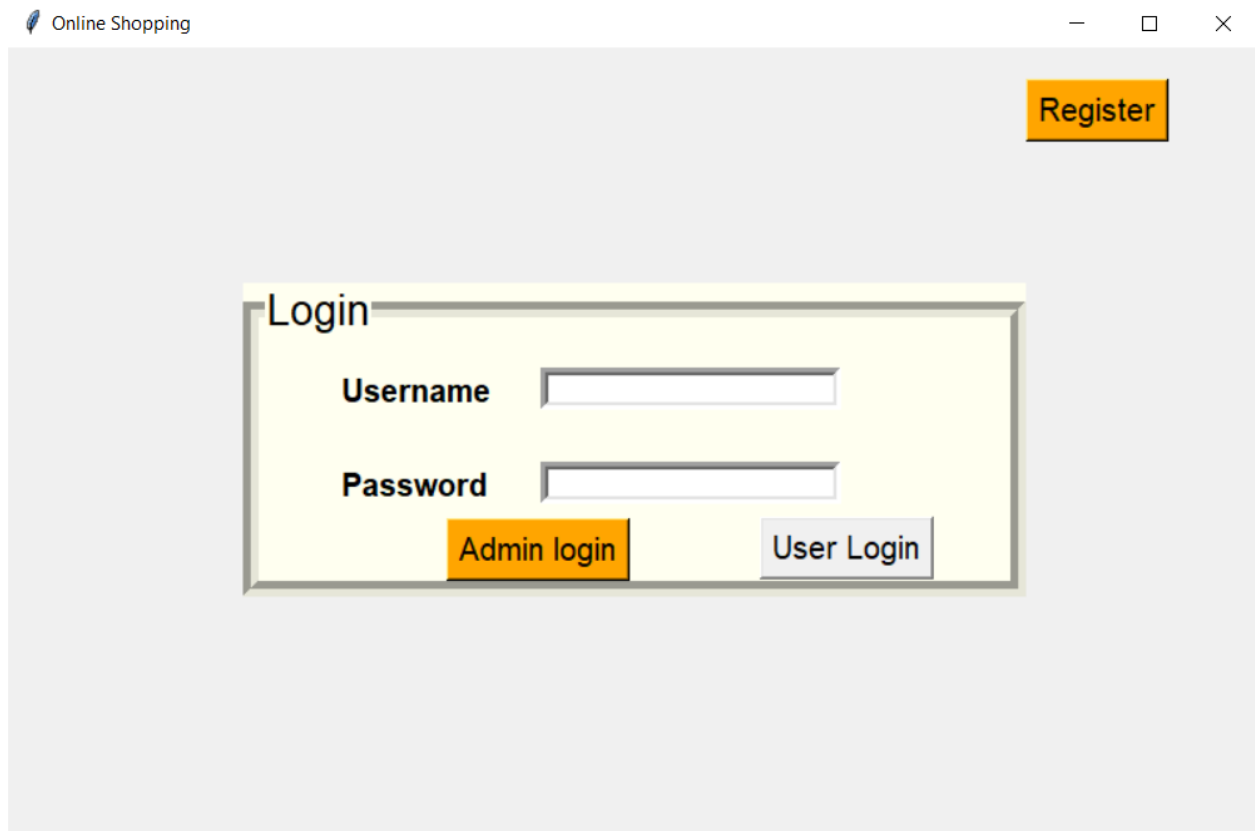 Online Shopping
Register
Login
Username
Password
Admin login
User Login